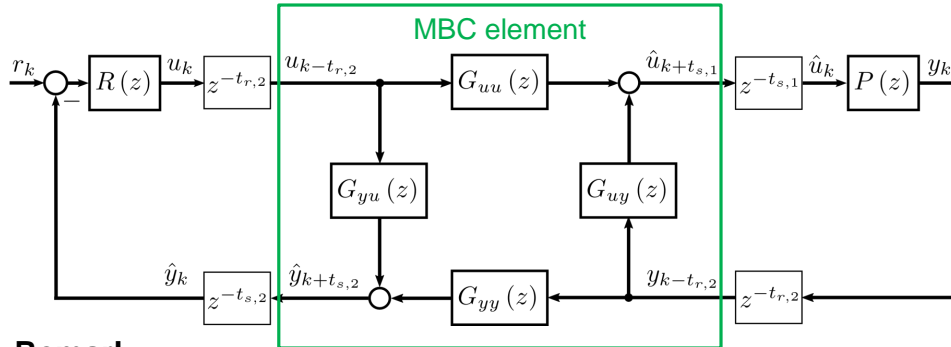 MBC element
r_k
−
R(z)
u_k
z^{-t_{r,2}}
u_{k-t_{r,2}}
G_{uu}(z)
û_{k+t_{s,1}}
z^{-t_{s,1}}
û_k
P(z)
y_k
G_{yu}(z)
G_{uy}(z)
ŷ_k
z^{-t_{s,2}}
ŷ_{k+t_{s,2}}
G_{yy}(z)
y_{k-t_{r,2}}
z^{-t_{r,2}}